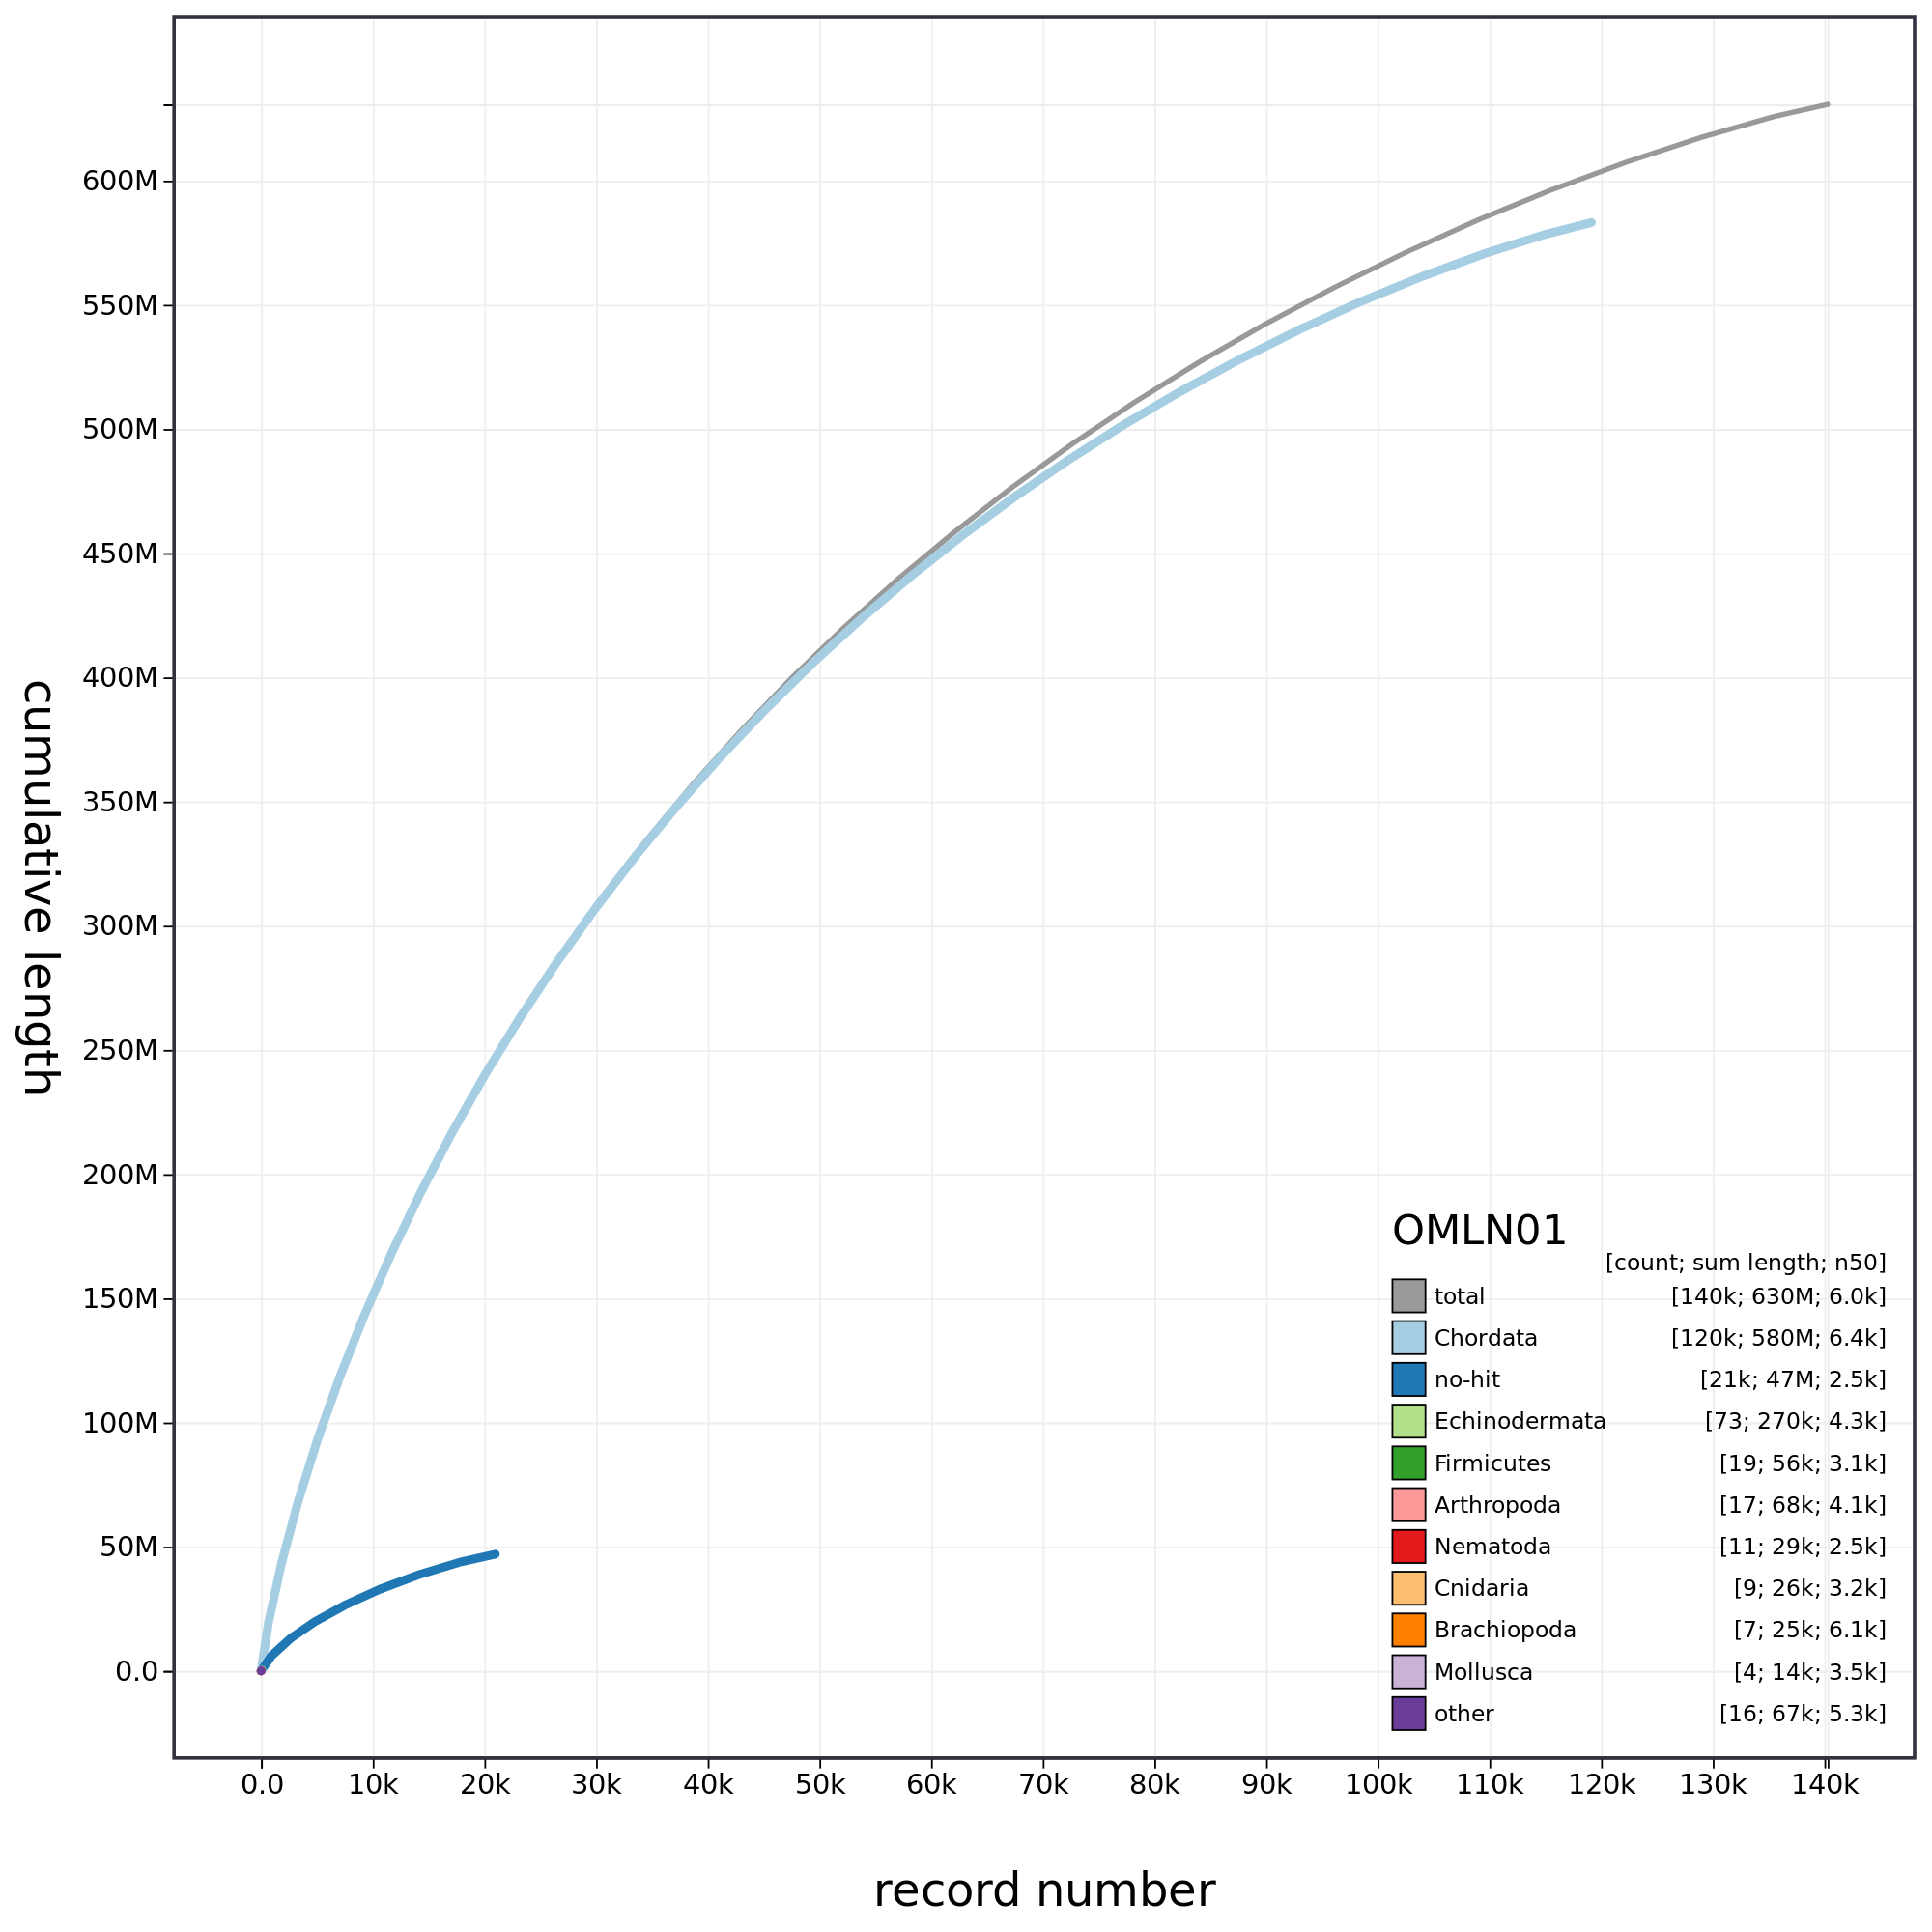 cumulative length
600M
550M
500M
450M
400M
350M
300M
250M
200M
150M
100M
50M
0.0
OMLN01
[count; sum length; n50]
total [140k; 630M; 6.0k]
Chordata [120k; 580M; 6.4k]
no-hit [21k; 47M; 2.5k]
Echinodermata [73; 270k; 4.3k]
Firmicutes [19; 56k; 3.1k]
Arthropoda [17; 68k; 4.1k]
Nematoda [11; 29k; 2.5k]
Cnidaria [9; 26k; 3.2k]
Brachiopoda [7; 25k; 6.1k]
Mollusca [4; 14k; 3.5k]
other [16; 67k; 5.3k]
0.0 10k 20k 30k 40k 50k 60k 70k 80k 90k 100k 110k 120k 130k 140k
record number